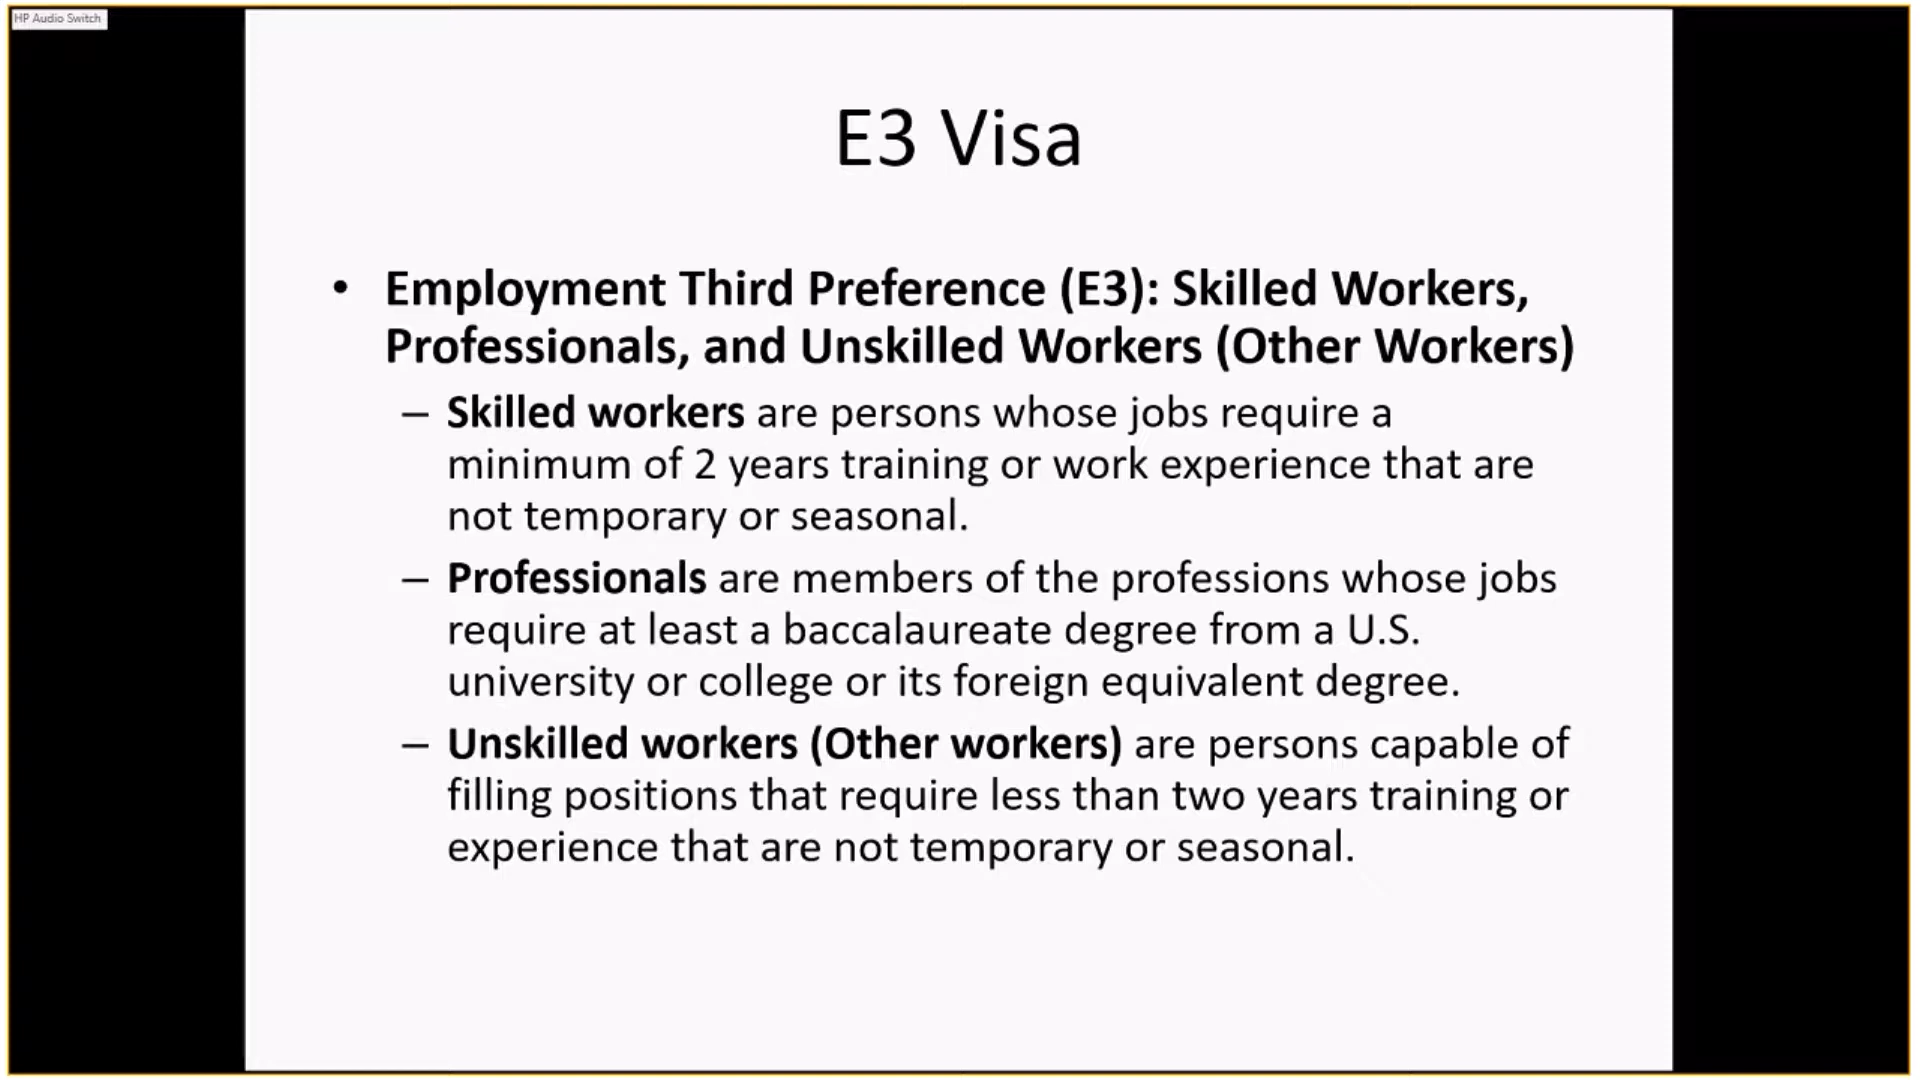 HP Audio Switch
E3 Visa
• Employment Third Preference (E3): Skilled Workers,
Professionals, and Unskilled Workers (Other Workers)
– Skilled workers are persons whose jobs require a
minimum of 2 years training or work experience that are
not temporary or seasonal.
– Professionals are members of the professions whose jobs
require at least a baccalaureate degree from a U.S.
university or college or its foreign equivalent degree.
– Unskilled workers (Other workers) are persons capable of
filling positions that require less than two years training or
experience that are not temporary or seasonal.